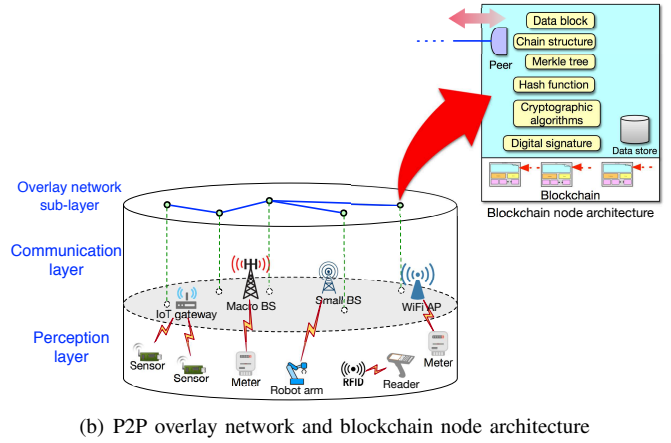 Data block
Chain structure
Peer
Merkle tree
Hash function
Cryptographic
algorithms
Digital signature
Data store
Blockchain
Blockchain node architecture
Overlay network
sub-layer
Communication
layer
IoT gateway
Macro BS
Small BS
WiFi AP
Perception
layer
Sensor
Sensor
Meter
Robot arm
RFID
Reader
Meter
(b) P2P overlay network and blockchain node architecture